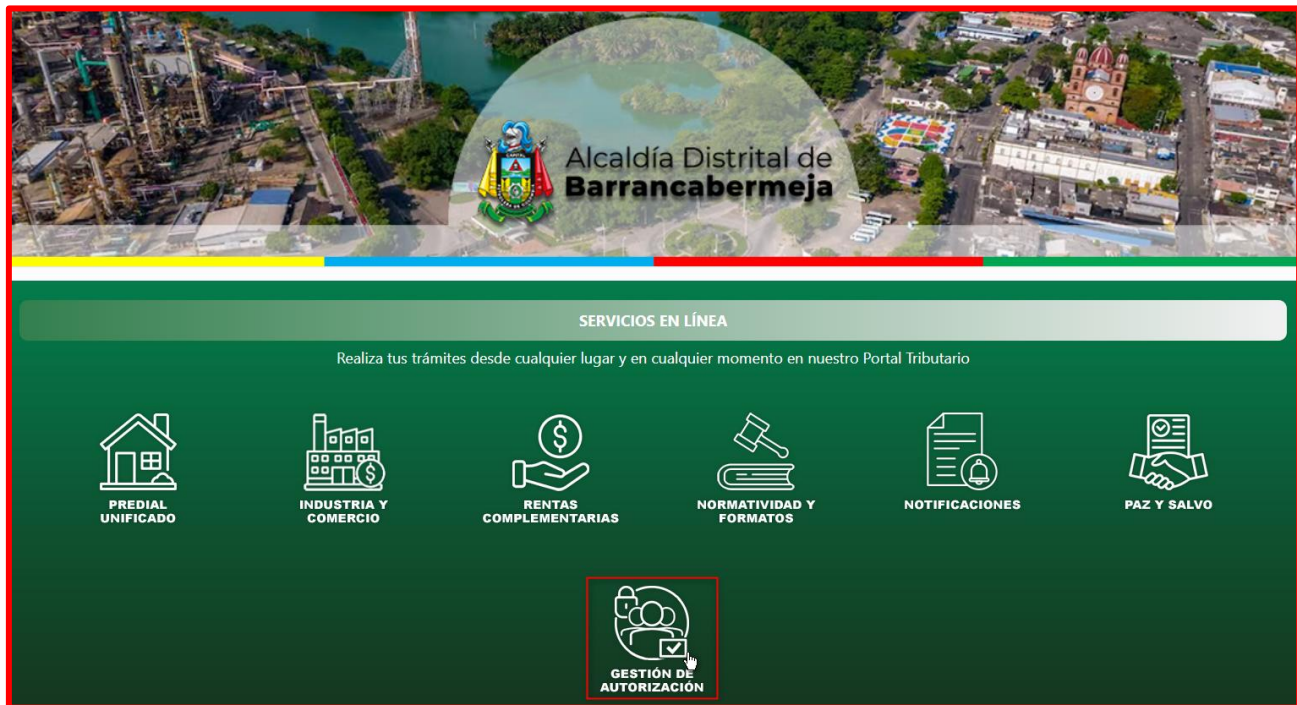 Alcaldía Distrital de
Barrancabermeja
SERVICIOS EN LÍNEA
Realiza tus trámites desde cualquier lugar y en cualquier momento en nuestro Portal Tributario
PREDIAL
UNIFICADO
INDUSTRIA Y
COMERCIO
RENTAS
COMPLEMENTARIAS
NORMATIVIDAD Y
FORMATOS
NOTIFICACIONES
PAZ Y SALVO
GESTIÓN DE
AUTORIZACIÓN